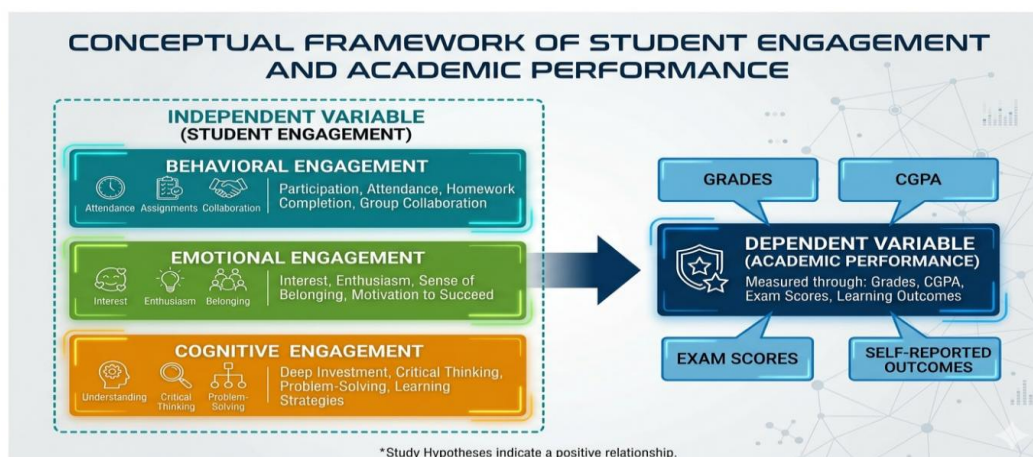 CONCEPTUAL FRAMEWORK OF STUDENT ENGAGEMENT
AND ACADEMIC PERFORMANCE
INDEPENDENT VARIABLE
(STUDENT ENGAGEMENT)
BEHAVIORAL ENGAGEMENT
Attendance
Assignments
Collaboration
Participation, Attendance, Homework
Completion, Group Collaboration
EMOTIONAL ENGAGEMENT
Interest
Enthusiasm
Belonging
Interest, Enthusiasm, Sense of
Belonging, Motivation to Succeed
COGNITIVE ENGAGEMENT
Understanding
Critical
Thinking
Problem-
Solving
Deep Investment, Critical Thinking,
Problem-Solving, Learning
Strategies
GRADES
CGPA
DEPENDENT VARIABLE
(ACADEMIC PERFORMANCE)
Measured through: Grades, CGPA,
Exam Scores, Learning Outcomes
EXAM SCORES
SELF-REPORTED
OUTCOMES
*Study Hypotheses indicate a positive relationship.